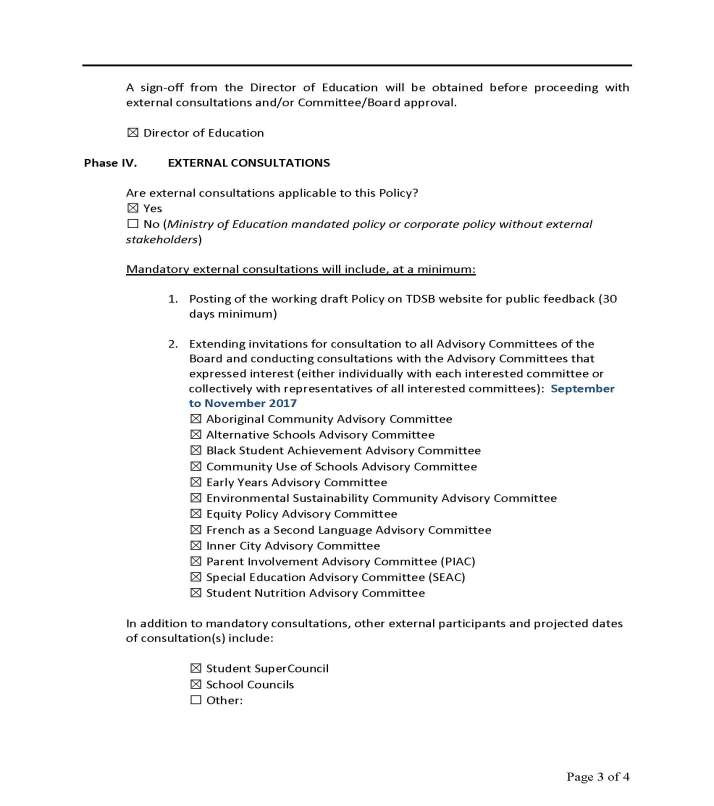 A sign-off from the Director of Education will be obtained before proceeding with
external consultations and/or Committee/Board approval.
☒ Director of Education
Phase IV. EXTERNAL CONSULTATIONS
Are external consultations applicable to this Policy?
☒ Yes
☐ No (Ministry of Education mandated policy or corporate policy without external
stakeholders)
Mandatory external consultations will include, at a minimum:
1. Posting of the working draft Policy on TDSB website for public feedback (30
days minimum)
2. Extending invitations for consultation to all Advisory Committees of the
Board and conducting consultations with the Advisory Committees that
expressed interest (either individually with each interested committee or
collectively with representatives of all interested committees): September
to November 2017
☒ Aboriginal Community Advisory Committee
☒ Alternative Schools Advisory Committee
☒ Black Student Achievement Advisory Committee
☒ Community Use of Schools Advisory Committee
☒ Early Years Advisory Committee
☒ Environmental Sustainability Community Advisory Committee
☒ Equity Policy Advisory Committee
☒ French as a Second Language Advisory Committee
☒ Inner City Advisory Committee
☒ Parent Involvement Advisory Committee (PIAC)
☒ Special Education Advisory Committee (SEAC)
☒ Student Nutrition Advisory Committee
In addition to mandatory consultations, other external participants and projected dates
of consultation(s) include:
☒ Student SuperCouncil
☒ School Councils
☐ Other:
Page 3 of 4